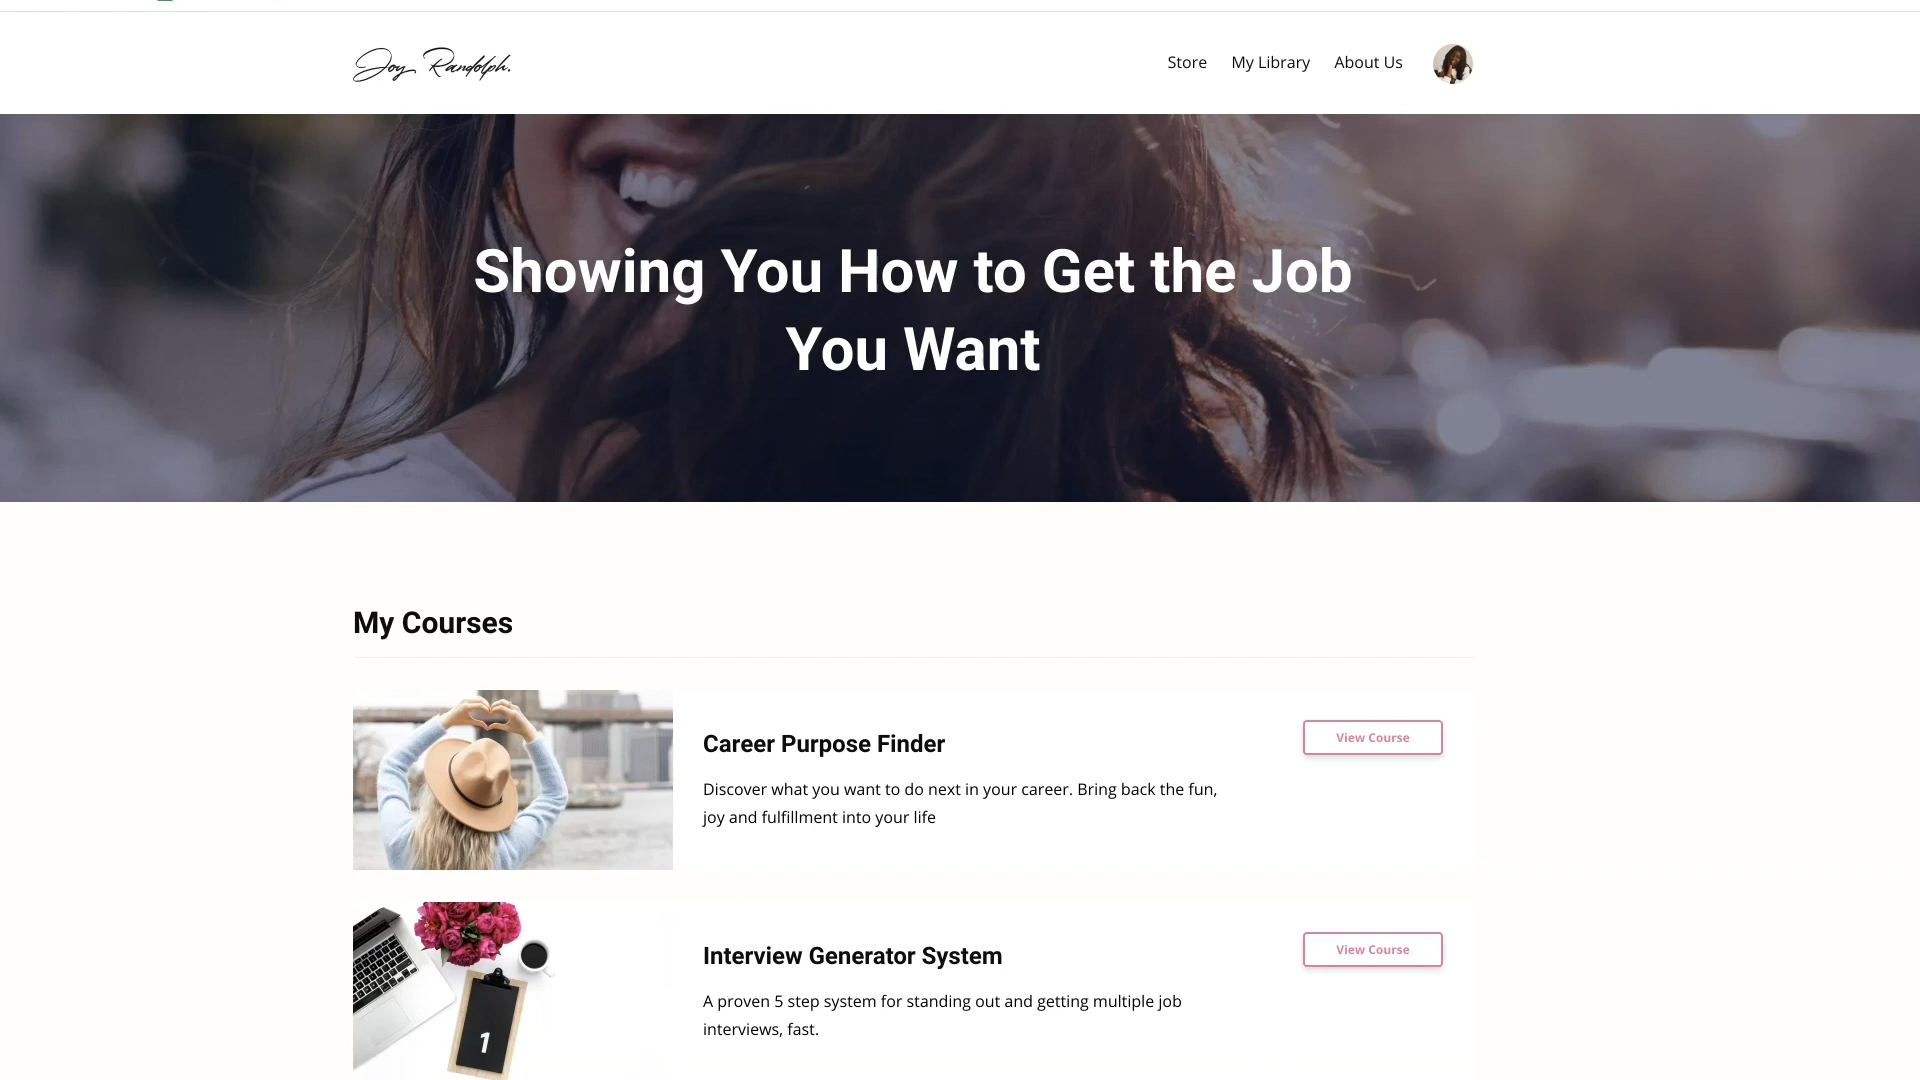 Joy Randolph.
Store My Library About Us
Showing You How to Get the Job
You Want
My Courses
Career Purpose Finder
View Course
Discover what you want to do next in your career. Bring back the fun,
joy and fulfillment into your life
Interview Generator System
View Course
A proven 5 step system for standing out and getting multiple job
interviews, fast.
1